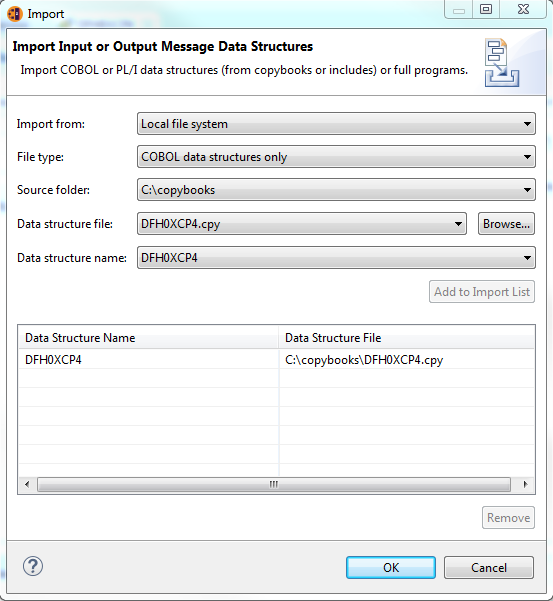 Import
Import Input or Output Message Data Structures
Import COBOL or PL/I data structures (from copybooks or includes) or full programs.
Import from: Local file system
File type: COBOL data structures only
Source folder: C:\copybooks
Data structure file: DFH0XCP4.cpy Browse...
Data structure name: DFH0XCP4
Add to Import List
Data Structure Name Data Structure File
DFH0XCP4 C:\copybooks\DFH0XCP4.cpy
Remove
? OK Cancel